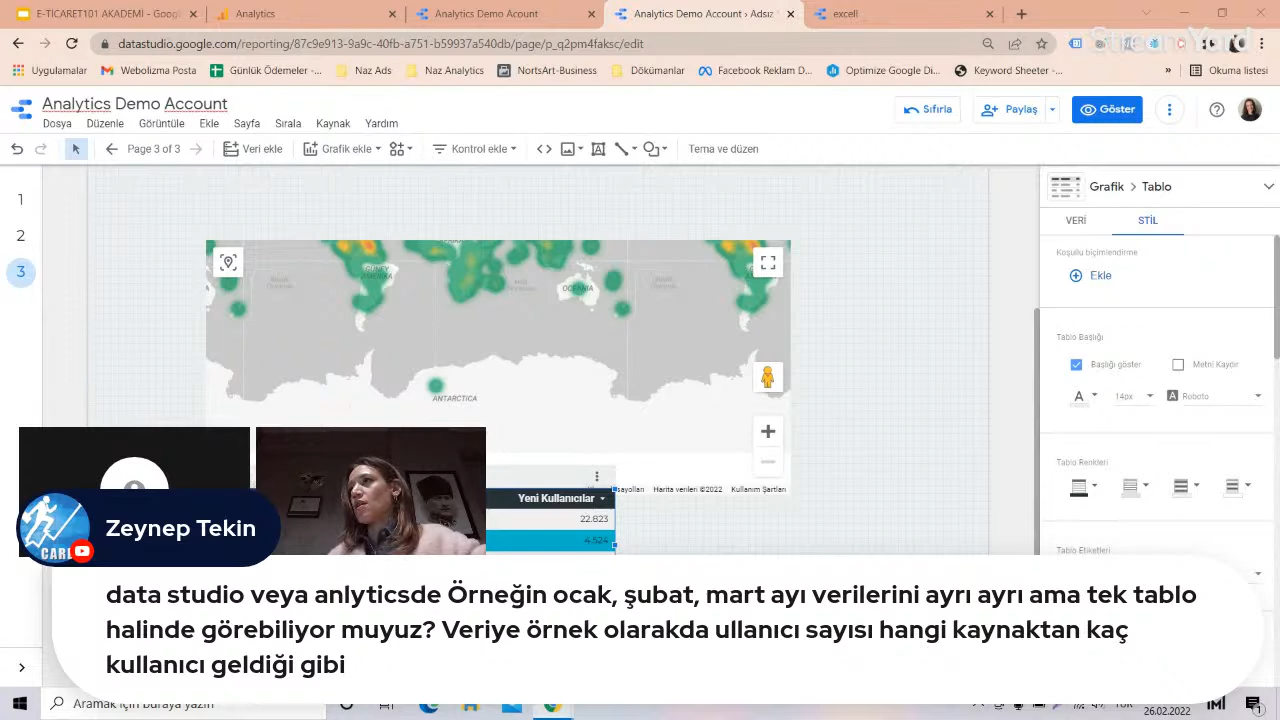 E-TICARET101 AKADEMİ - G
Analytics
Analytics Demo Account
Analytics Demo Account › Adsız
excell
datastudio.google.com/reporting/87c9e913-9a9c-40fb-a751-b59937a540db/page/p_q2pm4faksc/edit
Uygulamalar
Webolizma Posta
Günlük Ödemeler -...
Naz Ads
Naz Analytics
NortsArt-Business -...
Dökümanlar
Facebook Reklam D...
Optimize Google Di...
Keyword Sheeter -...
»
Okuma listesi
Analytics Demo Account
Sıfırla
Paylaş
Göster
Dosya Düzenle Görüntüle Ekle Sayfa Sırala Kaynak Yardım
Page 3 of 3
Veri ekle
Grafik ekle
Kontrol ekle
Tema ve düzen
1
2
3
Grafik › Tablo
VERİ
STİL
Koşullu biçimlendirme
Ekle
Tablo Başlığı
Başlığı göster
Metni Kaydır
14px
Roboto
Tablo Renkleri
Tablo Etiketleri
GÜNEY
AMERİKA
OCEANIA
ANTARCTICA
Harita verileri ©2022
Kullanım Şartları
Yeni Kullanıcılar
22.823
4.524
Zeynep Tekin
CARL
data studio veya anlyticsde Örneğin ocak, şubat, mart ayı verilerini ayrı ayrı ama tek tablo
halinde görebiliyor muyuz? Veriye örnek olarakda ullanıcı sayısı hangi kaynaktan kaç
kullanıcı geldiği gibi
Aramak için buraya yazın
26.02.2022